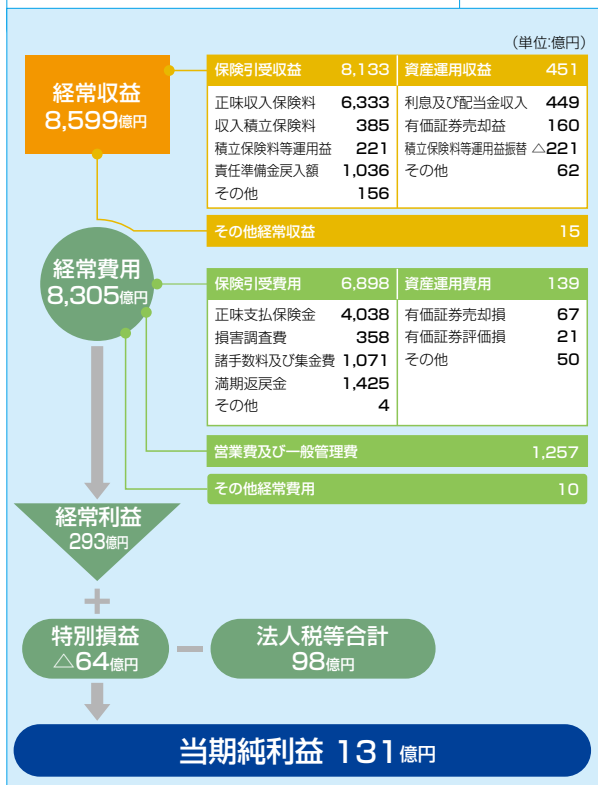 (単位:億円)
経常収益
8,599億円
保険引受収益 8,133
正味収入保険料 6,333
収入積立保険料 385
積立保険料等運用益 221
責任準備金戻入額 1,036
その他 156
資産運用収益 451
利息及び配当金収入 449
有価証券売却益 160
積立保険料等運用益振替 △221
その他 62
その他経常収益 15
経常費用
8,305億円
保険引受費用 6,898
正味支払保険金 4,038
損害調査費 358
諸手数料及び集金費 1,071
満期返戻金 1,425
その他 4
資産運用費用 139
有価証券売却損 67
有価証券評価損 21
その他 50
営業費及び一般管理費 1,257
その他経常費用 10
経常利益
293億円
+
特別損益
△64億円
−
法人税等合計
98億円
当期純利益 131億円